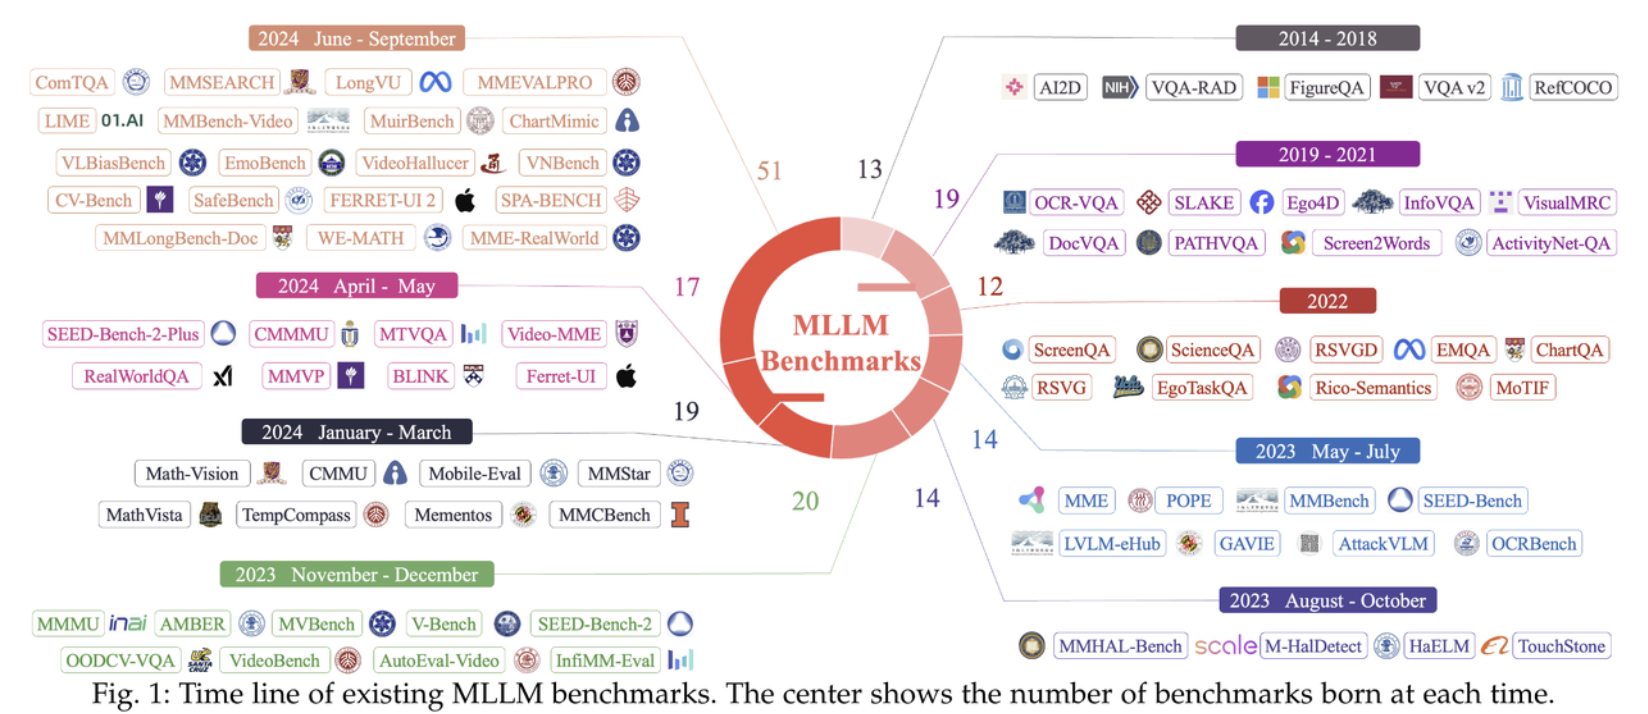 2024 June - September
ComTQA MMSEARCH LongVU MMEVALPRO
LIME 01.AI MMBench-Video MuirBench ChartMimic
VLBiasBench EmoBench VideoHallucer VNBench
CV-Bench SafeBench FERRET-UI 2 SPA-BENCH
MMLongBench-Doc WE-MATH MME-RealWorld
51
2024 April - May
17
SEED-Bench-2-Plus CMMMU MTVQA Video-MME
RealWorldQA MMVP BLINK Ferret-UI
2024 January - March
19
Math-Vision CMMU Mobile-Eval MMStar
MathVista TempCompass Mementos MMCBench
2023 November - December
20
MMMU inai AMBER MVBench V-Bench SEED-Bench-2
OODCV-VQA SANTA CRUZ VideoBench AutoEval-Video InfiMM-Eval
MLLM
Benchmarks
2014 - 2018
13
AI2D NIH VQA-RAD FigureQA VQA v2 RefCOCO
2019 - 2021
19
OCR-VQA SLAKE Ego4D InfoVQA VisualMRC
DocVQA PATHVQA Screen2Words ActivityNet-QA
2022
12
ScreenQA ScienceQA RSVGD EMQA ChartQA
RSVG EgoTaskQA Rico-Semantics MoTIF
2023 May - July
14
MME POPE MMBench SEED-Bench
LVLM-eHub GAVIE AttackVLM OCRBench
2023 August - October
14
MMHAL-Bench scale M-HalDetect HaELM TouchStone
Fig. 1: Time line of existing MLLM benchmarks. The center shows the number of benchmarks born at each time.